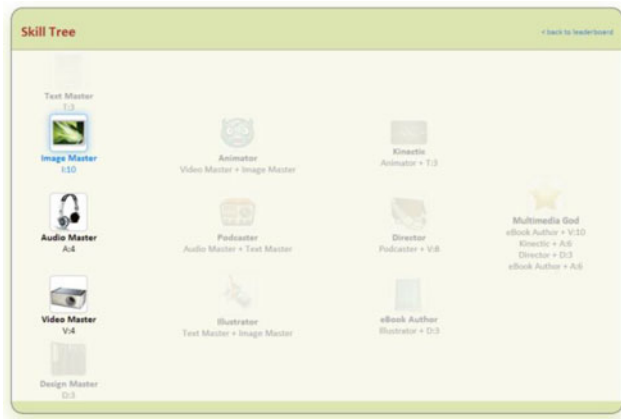 Skill Tree
< back to leaderboard
Text Master
T:3
Image Master
I:10
Audio Master
A:4
Video Master
V:4
Design Master
D:3
Animator
Video Master + Image Master
Podcaster
Audio Master + Text Master
Illustrator
Text Master + Image Master
Kinectic
Animator + T:3
Director
Podcaster + V:8
eBook Author
Illustrator + D:3
Multimedia God
eBook Author + V:10
Kinectic + A:6
Director + D:3
eBook Author + A:6